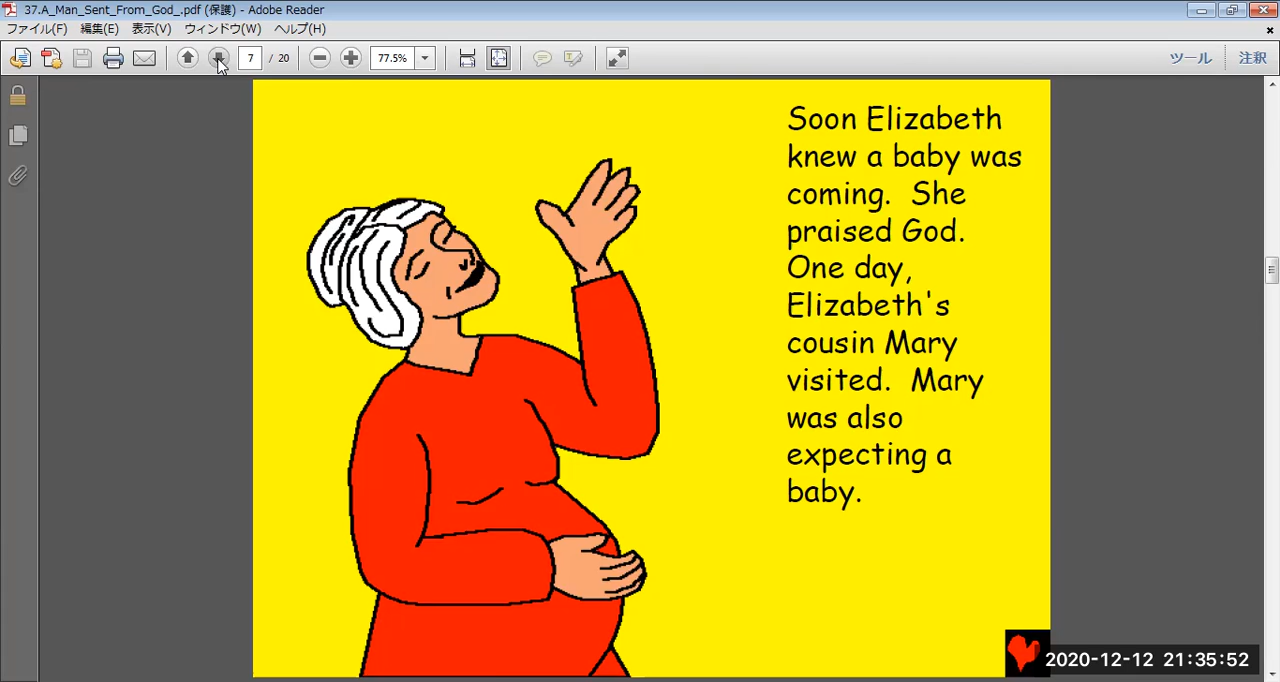 37.A_Man_Sent_From_God_.pdf (保護) - Adobe Reader
ファイル(F) 編集(E) 表示(V) ウィンドウ(W) ヘルプ(H)
7 / 20 77.5% ツール 注釈
Soon Elizabeth
knew a baby was
coming. She
praised God.
One day,
Elizabeth's
cousin Mary
visited. Mary
was also
expecting a
baby.
2020-12-12 21:35:52